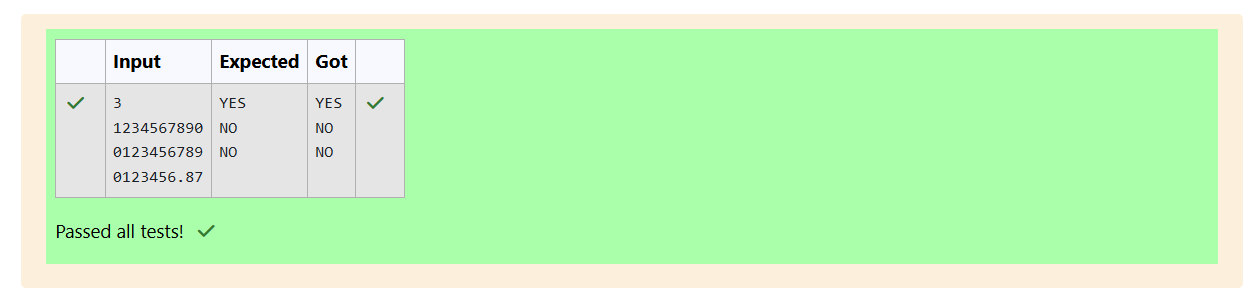 Input Expected Got
3 YES YES
1234567890 NO NO
0123456789 NO NO
0123456.87
Passed all tests!